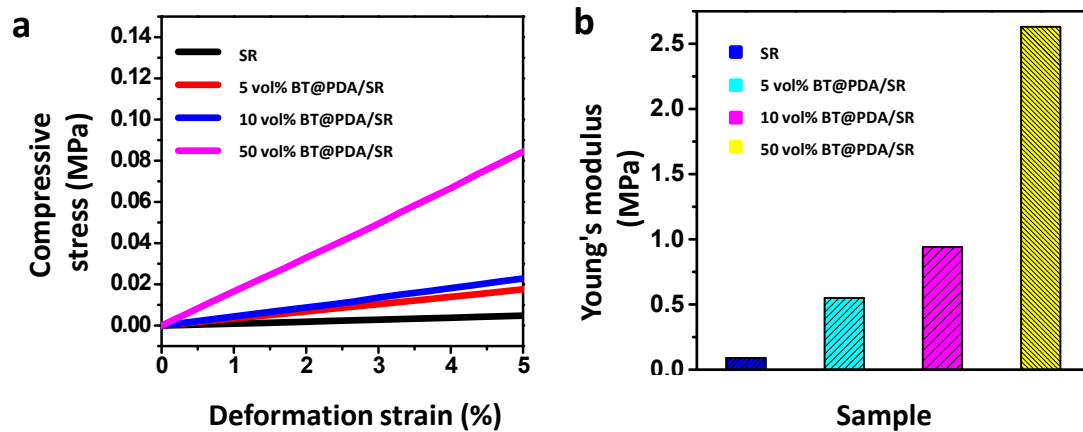 a
0.14
0.12
0.10
0.08
0.06
0.04
0.02
0.00
Compressive
stress (MPa)
SR
5 vol% BT@PDA/SR
10 vol% BT@PDA/SR
50 vol% BT@PDA/SR
0 1 2 3 4 5
Deformation strain (%)
b
2.5
2.0
1.5
1.0
0.5
0.0
Young's modulus
(MPa)
SR
5 vol% BT@PDA/SR
10 vol% BT@PDA/SR
50 vol% BT@PDA/SR
Sample